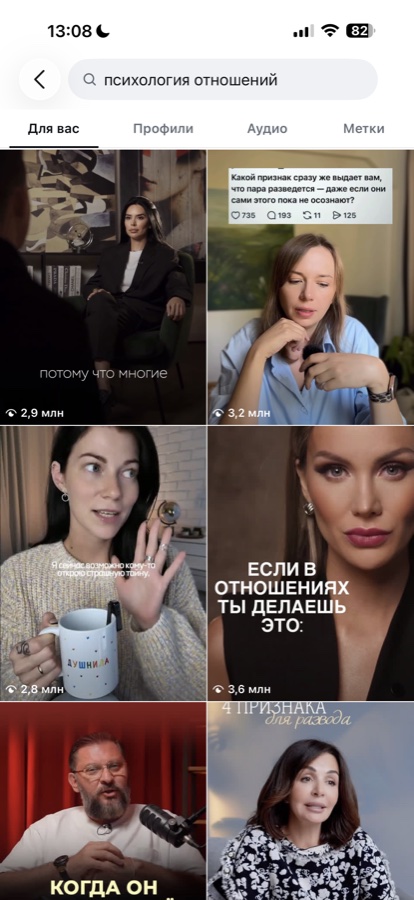 13:08
82
психология отношений
Для вас
Профили
Аудио
Метки
потому что многие
2,9 млн
Какой признак сразу же выдает вам,
что пара разведется — даже если они
сами этого пока не осознают?
735
193
11
125
3,2 млн
Я сейчас возможно кому-то
открою страшную тайну,
ДУШНИЛА
2,8 млн
ЕСЛИ В
ОТНОШЕНИЯХ
ТЫ ДЕЛАЕШЬ
ЭТО:
3,6 млн
КОГДА ОН
4 ПРИЗНАКА
для развода